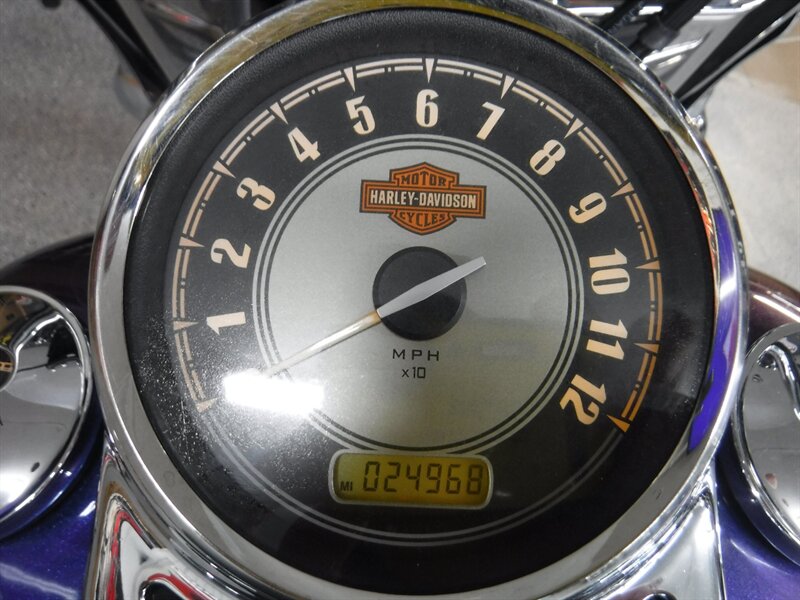 1 2 3 4 5 6 7 8 9 10 11 12
MOTOR
HARLEY-DAVIDSON
CYCLES
MPH
x10
MI 024968